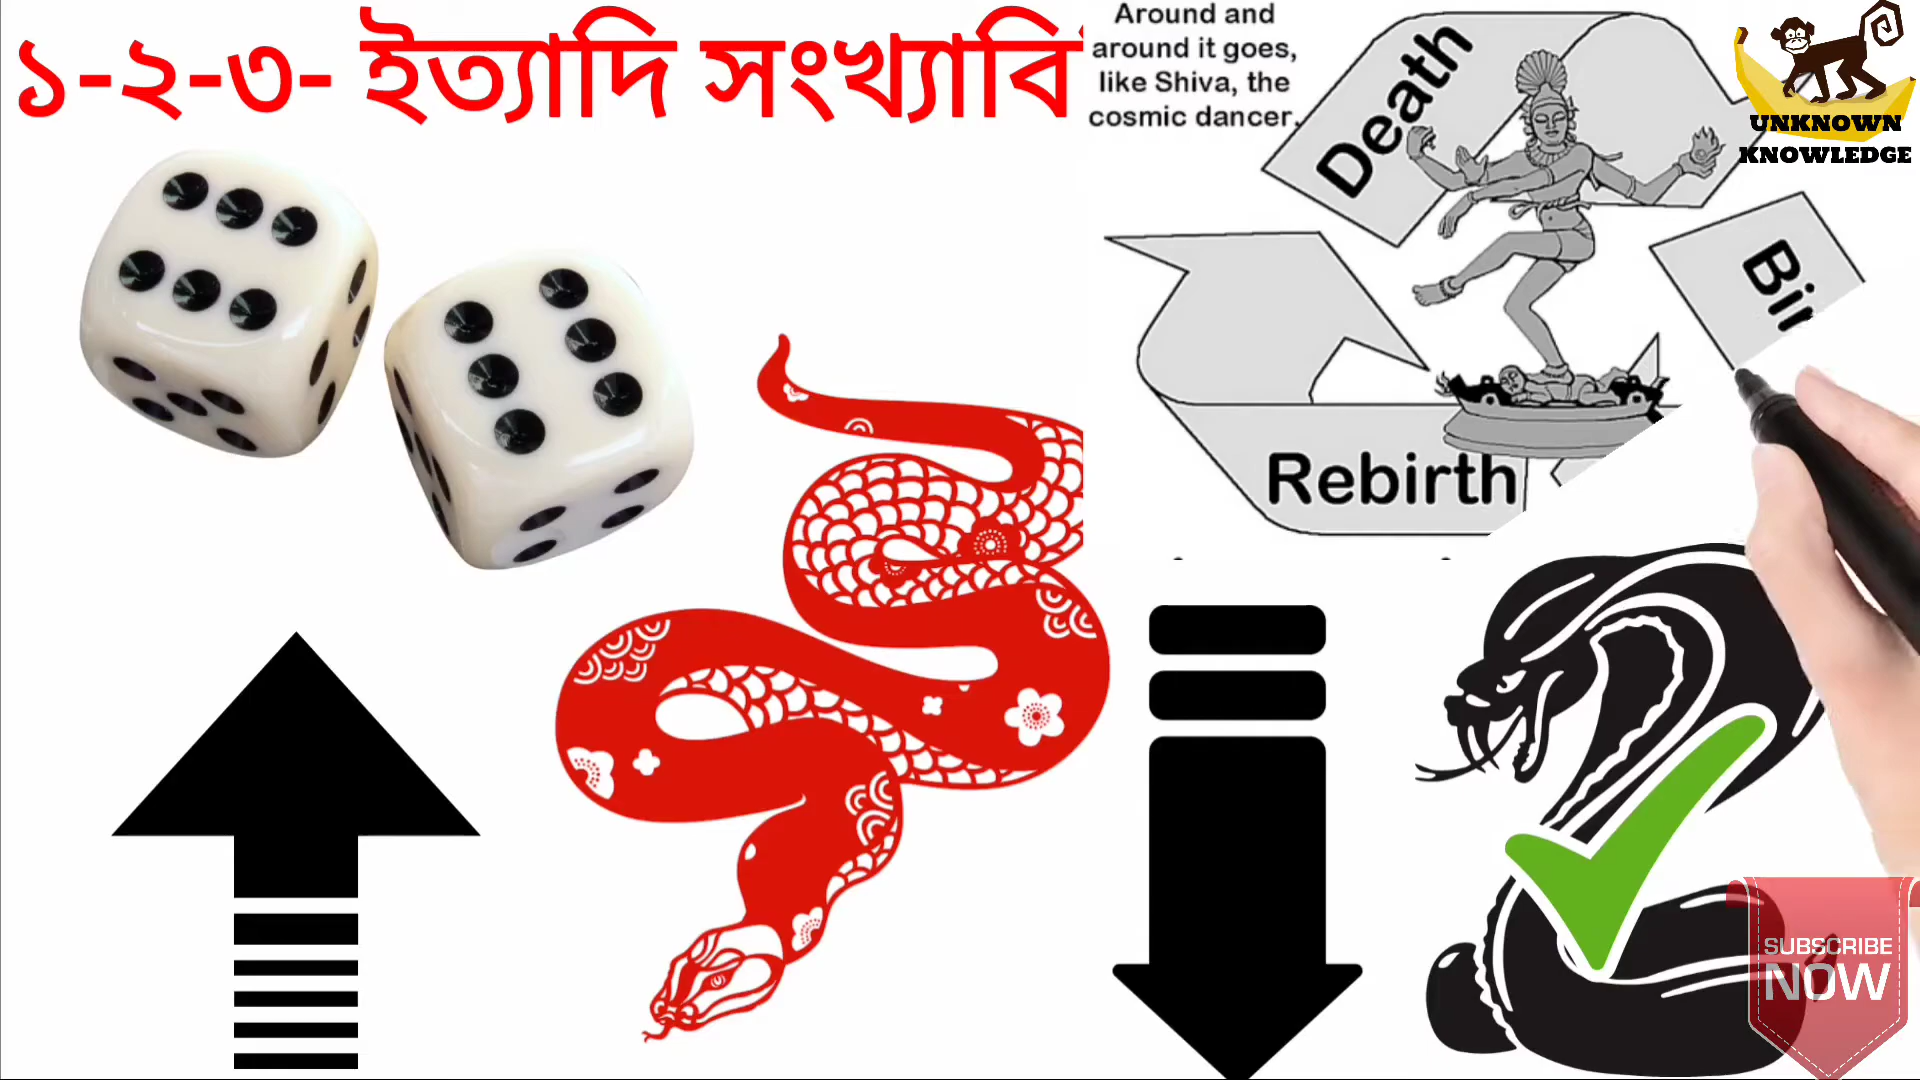 ১-২-৩- ইত্যাদি সংখ্যাবি
Around and
around it goes,
like Shiva, the
cosmic dancer.
Death
Bir
Rebirth
UNKNOWN
KNOWLEDGE
SUBSCRIBE
NOW